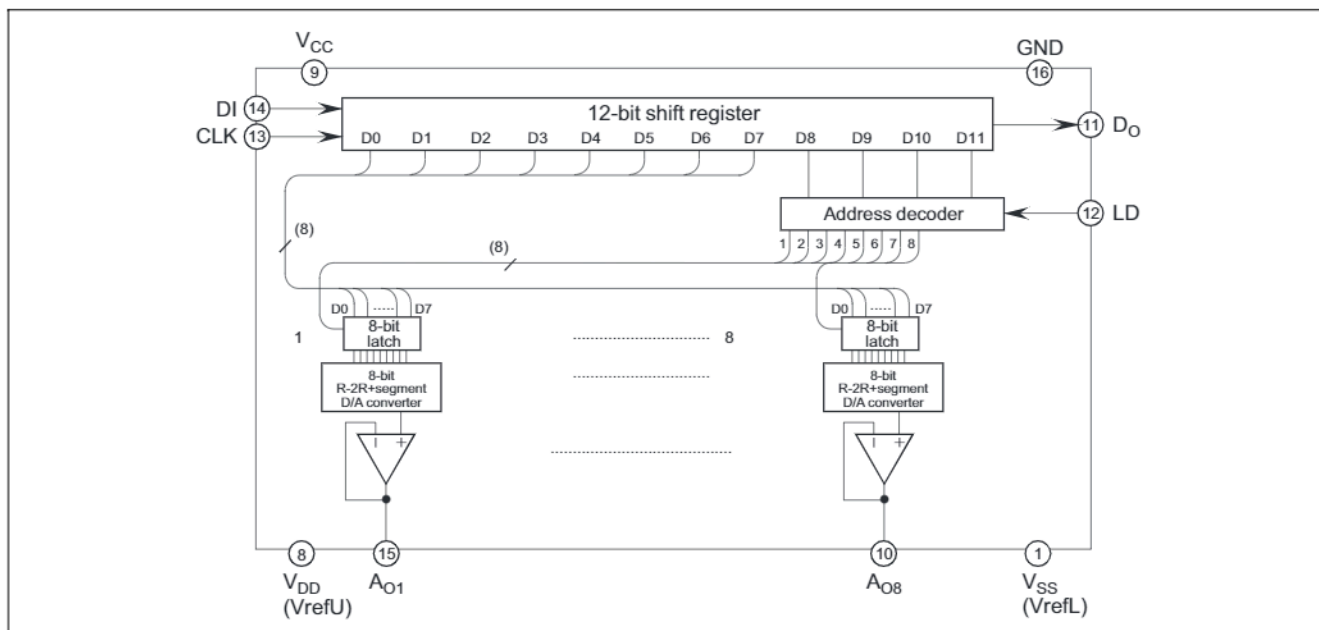 VCC
GND
9
16
DI 14
12-bit shift register
CLK 13
11 DO
D0 D1 D2 D3 D4 D5 D6 D7 D8 D9 D10 D11
Address decoder
12 LD
1 2 3 4 5 6 7 8
(8)
(8)
D0 ..... D7
D0 ..... D7
1
8-bit
latch
8
8-bit
latch
8-bit
R-2R+segment
D/A converter
8-bit
R-2R+segment
D/A converter
− +
− +
8
15
10
1
VDD
(VrefU)
AO1
AO8
VSS
(VrefL)